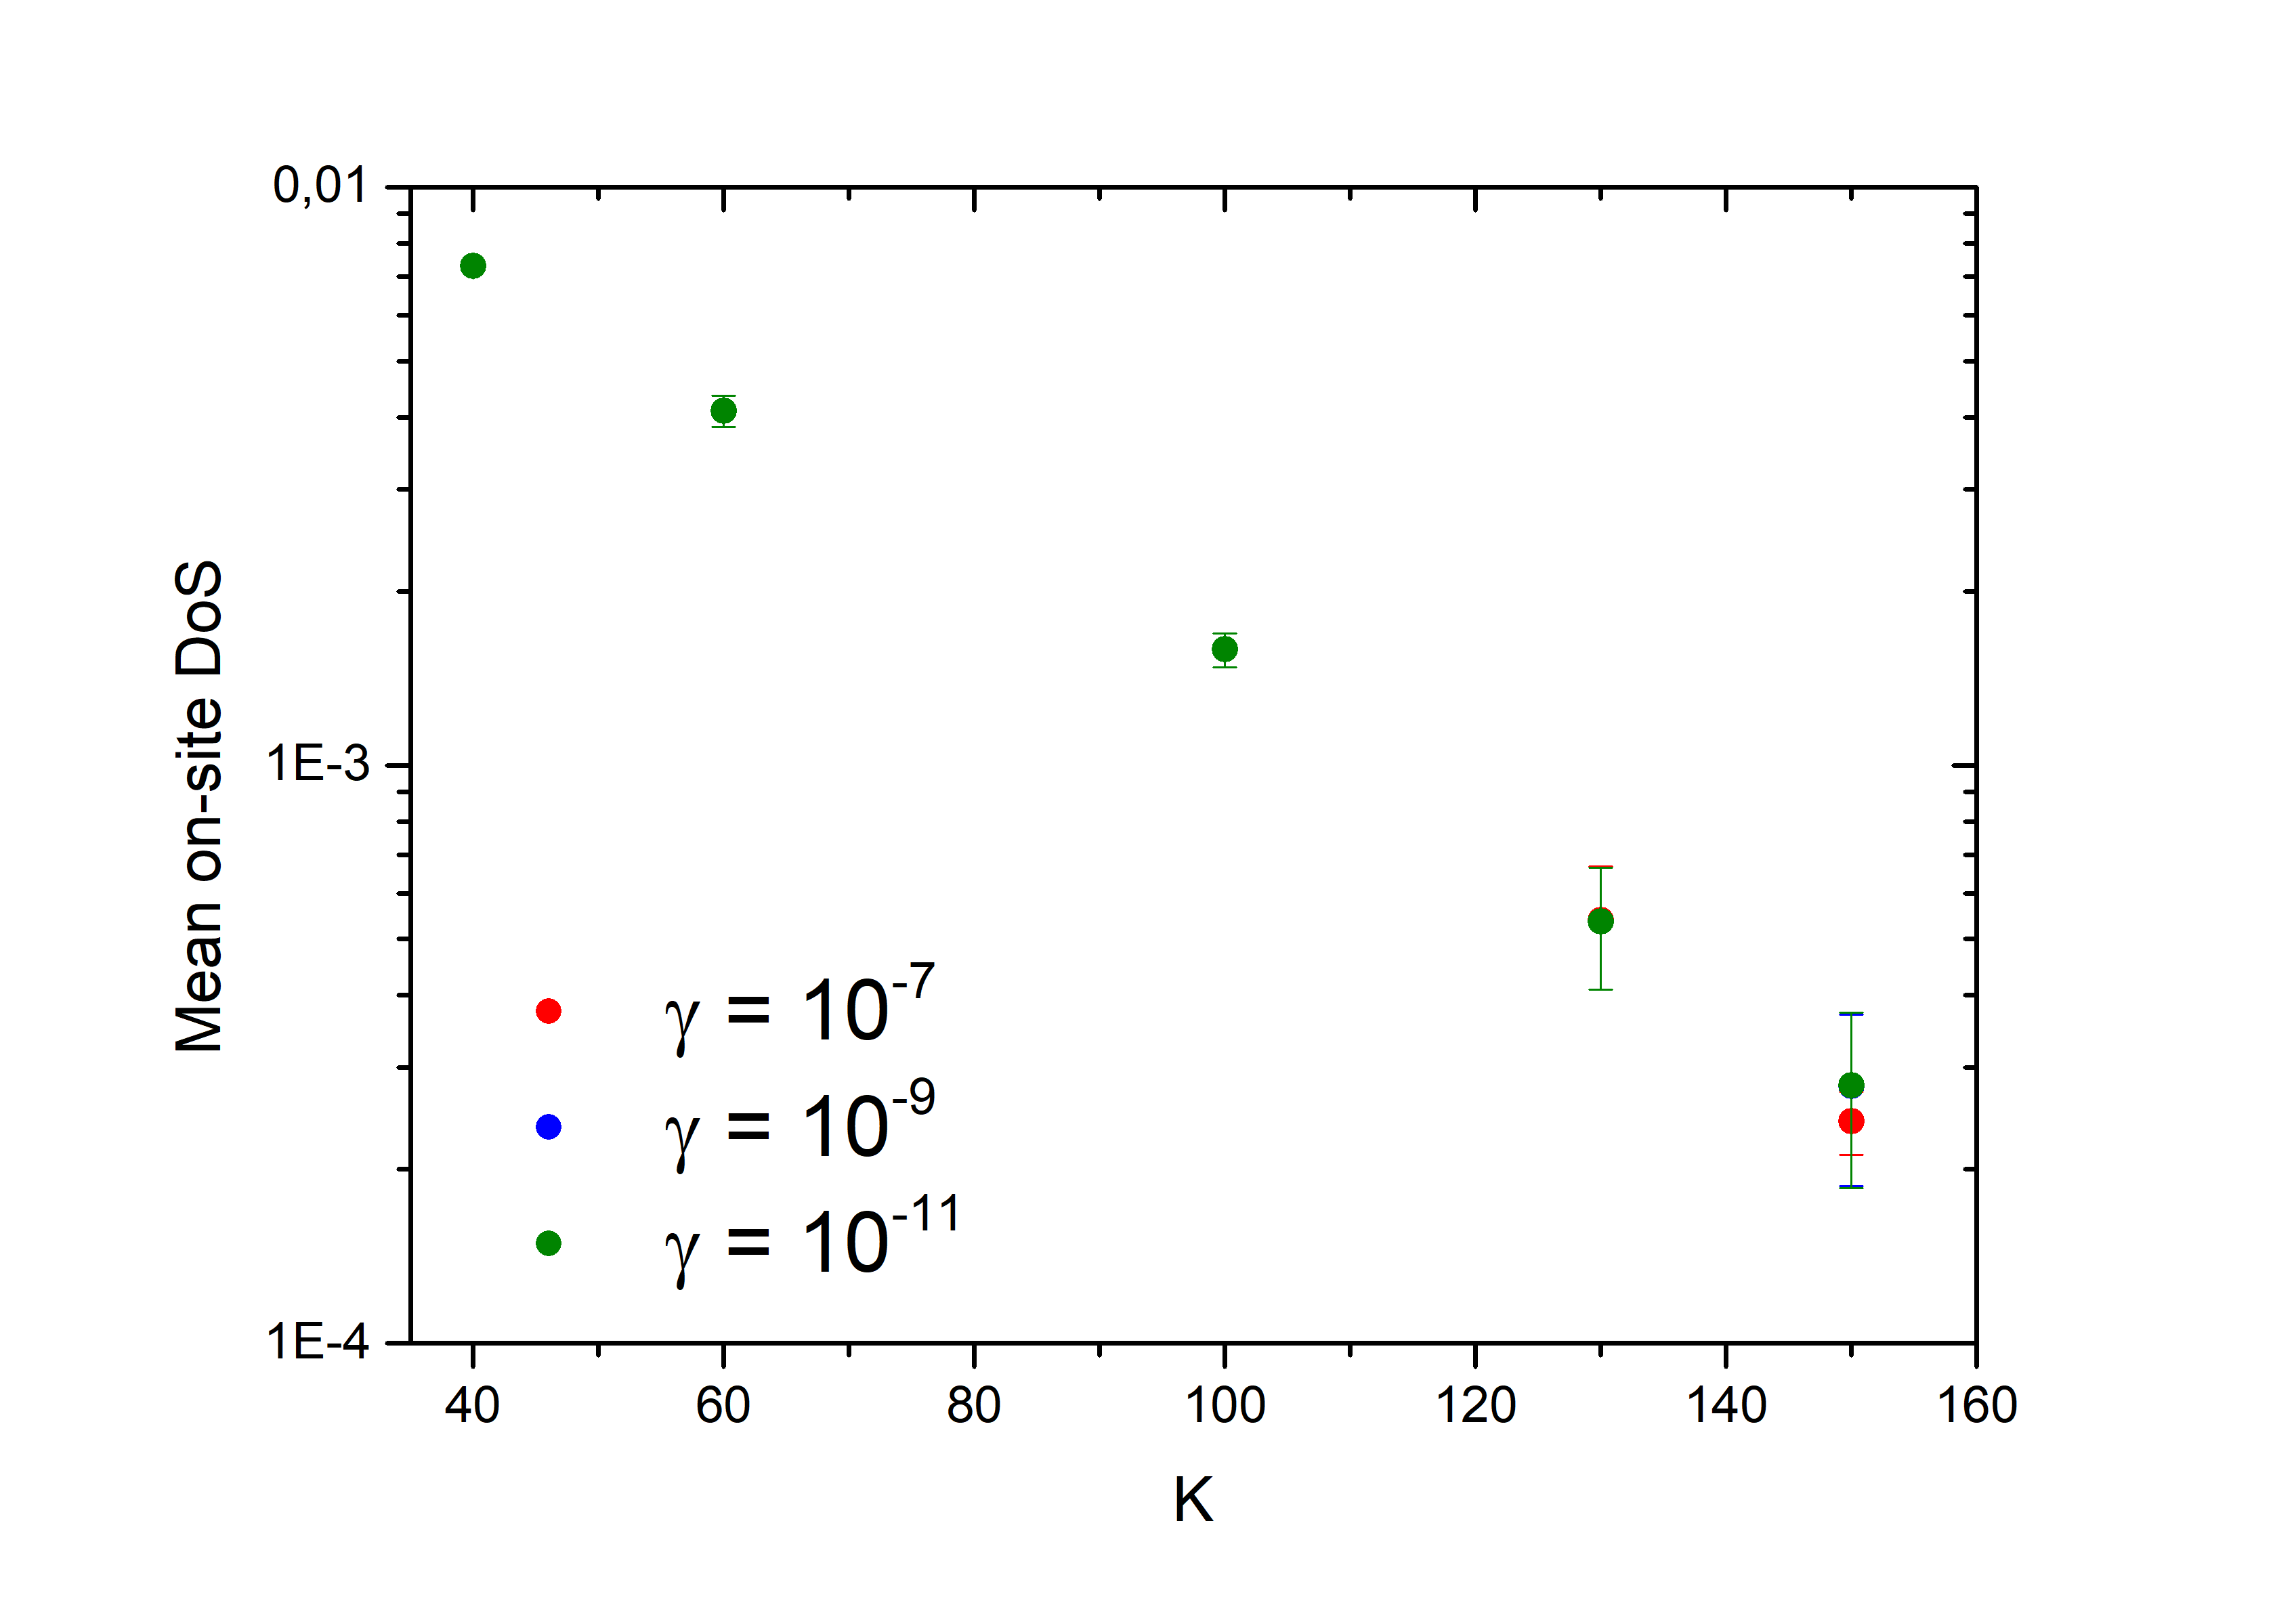 0,01
1E-3
1E-4
Mean on-site DoS
γ = 10^-7
γ = 10^-9
γ = 10^-11
40 60 80 100 120 140 160
K